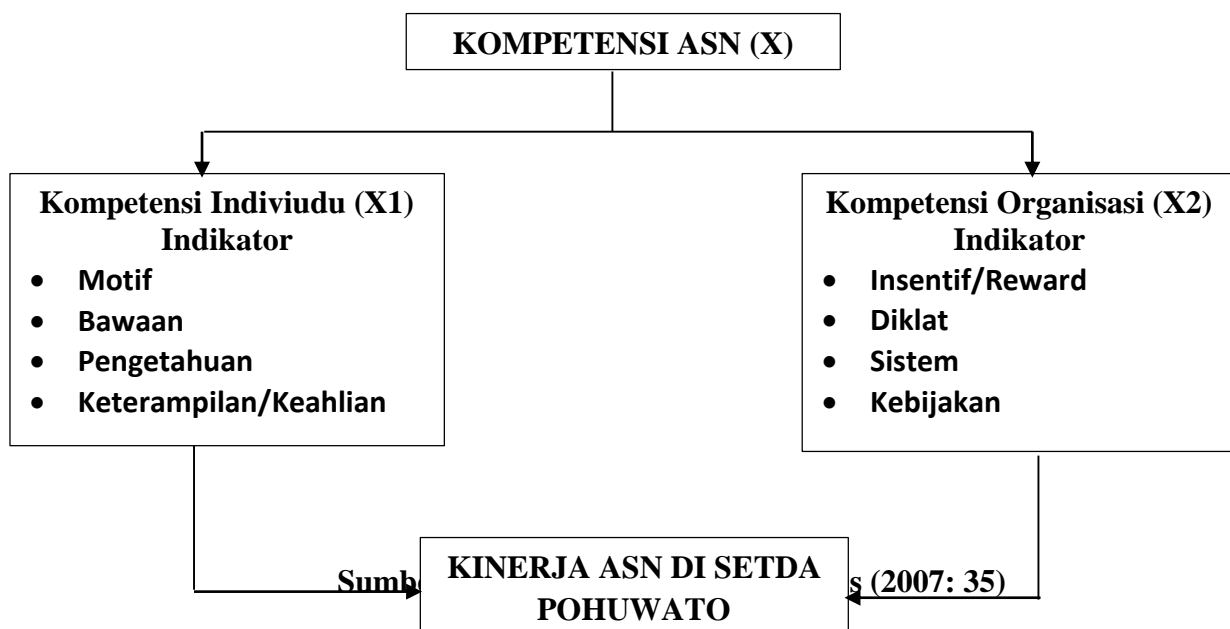 KOMPETENSI ASN (X)
Kompetensi Indiviudu (X1)
Indikator
• Motif
• Bawaan
• Pengetahuan
• Keterampilan/Keahlian
Kompetensi Organisasi (X2)
Indikator
• Insentif/Reward
• Diklat
• Sistem
• Kebijakan
KINERJA ASN DI SETDA
POHUWATO
(2007: 35)